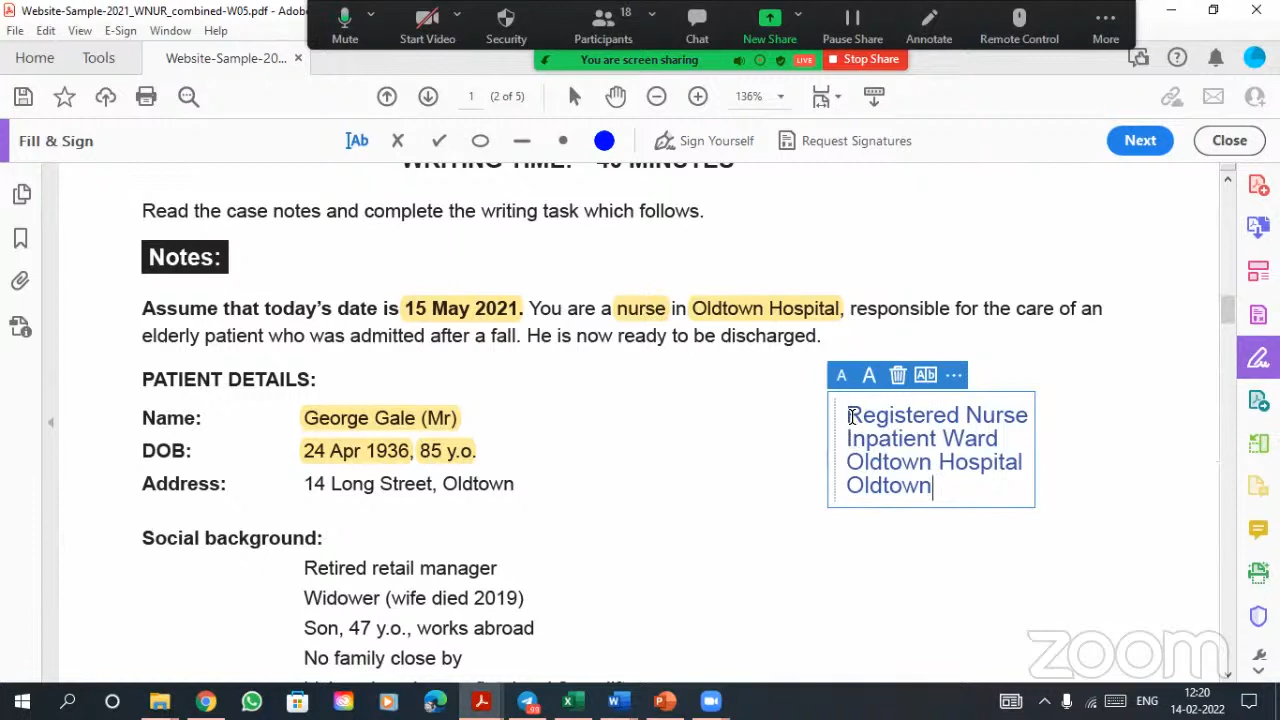 Website-Sample-2021_WNUR_combined-W05.pdf - Adob
File Edit View E-Sign Window Help
Mute
Start Video
Security
18
Participants
Chat
New Share
Pause Share
Annotate
Remote Control
More
You are screen sharing LIVE Stop Share
Home Tools Website-Sample-20...
1 (2 of 5) 136%
Fill & Sign
Ab Sign Yourself Request Signatures Next Close
WRITING TIME: 40 MINUTES
Read the case notes and complete the writing task which follows.
Notes:
Assume that today's date is 15 May 2021. You are a nurse in Oldtown Hospital, responsible for the care of an
elderly patient who was admitted after a fall. He is now ready to be discharged.
PATIENT DETAILS:
Name: George Gale (Mr)
DOB: 24 Apr 1936, 85 y.o.
Address: 14 Long Street, Oldtown
A A Ab
Registered Nurse
Inpatient Ward
Oldtown Hospital
Oldtown
Social background:
Retired retail manager
Widower (wife died 2019)
Son, 47 y.o., works abroad
No family close by
zoom
ENG 12:20
14-02-2022